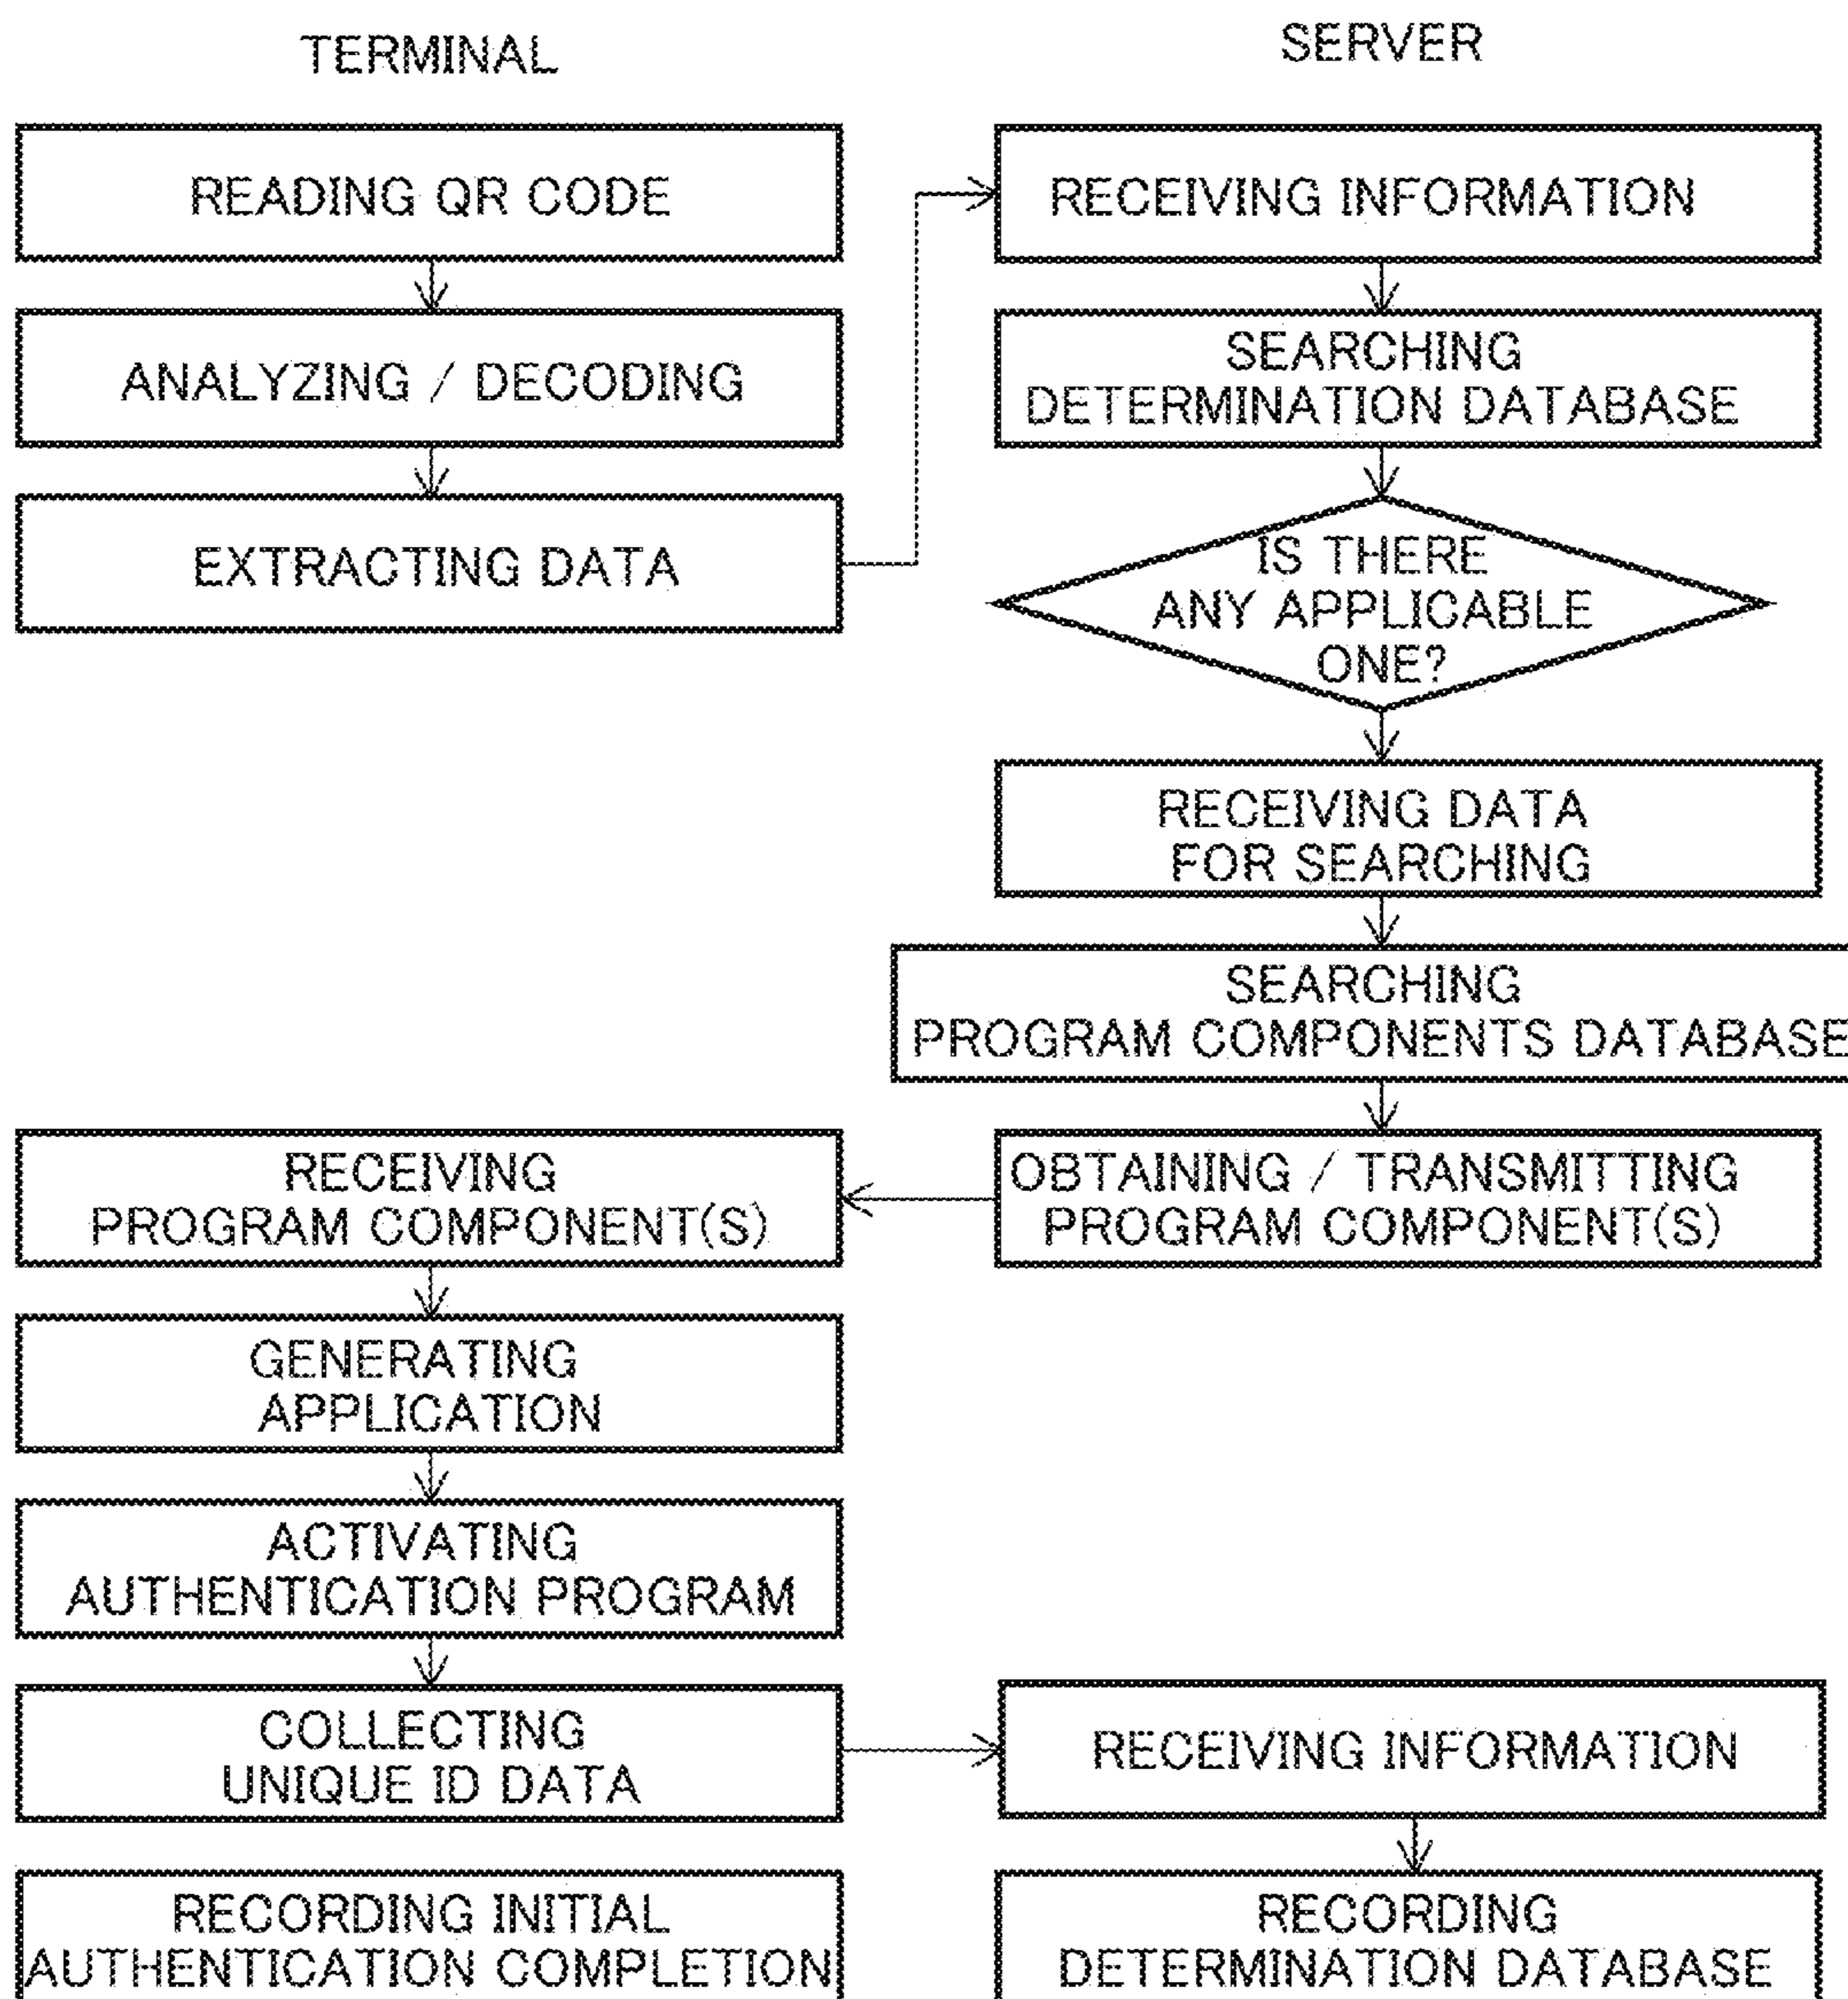 TERMINAL
SERVER
READING QR CODE
RECEIVING INFORMATION
ANALYZING / DECODING
SEARCHING
DETERMINATION DATABASE
EXTRACTING DATA
IS THERE
ANY APPLICABLE
ONE?
RECEIVING DATA
FOR SEARCHING
SEARCHING
PROGRAM COMPONENTS DATABASE
RECEIVING
PROGRAM COMPONENT(S)
OBTAINING / TRANSMITTING
PROGRAM COMPONENT(S)
GENERATING
APPLICATION
ACTIVATING
AUTHENTICATION PROGRAM
COLLECTING
UNIQUE ID DATA
RECEIVING INFORMATION
RECORDING INITIAL
AUTHENTICATION COMPLETION
RECORDING
DETERMINATION DATABASE